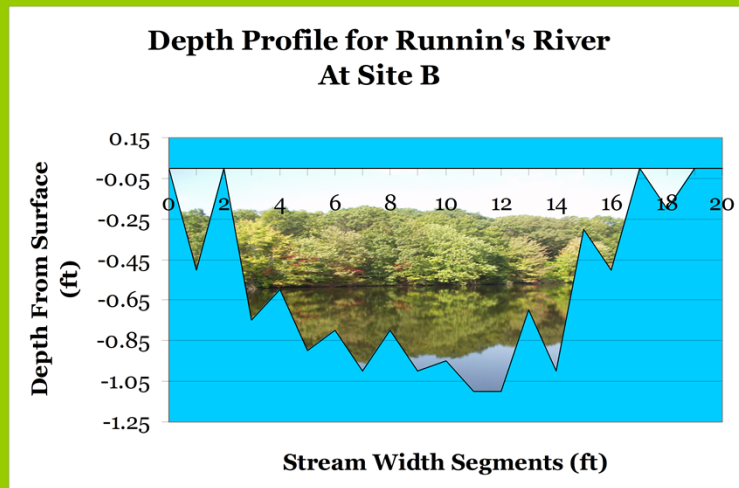 Depth Profile for Runnin's River
At Site B
Depth From Surface
(ft)
0.15
-0.05
-0.25
-0.45
-0.65
-0.85
-1.05
-1.25
0 2 4 6 8 10 12 14 16 18 20
Stream Width Segments (ft)